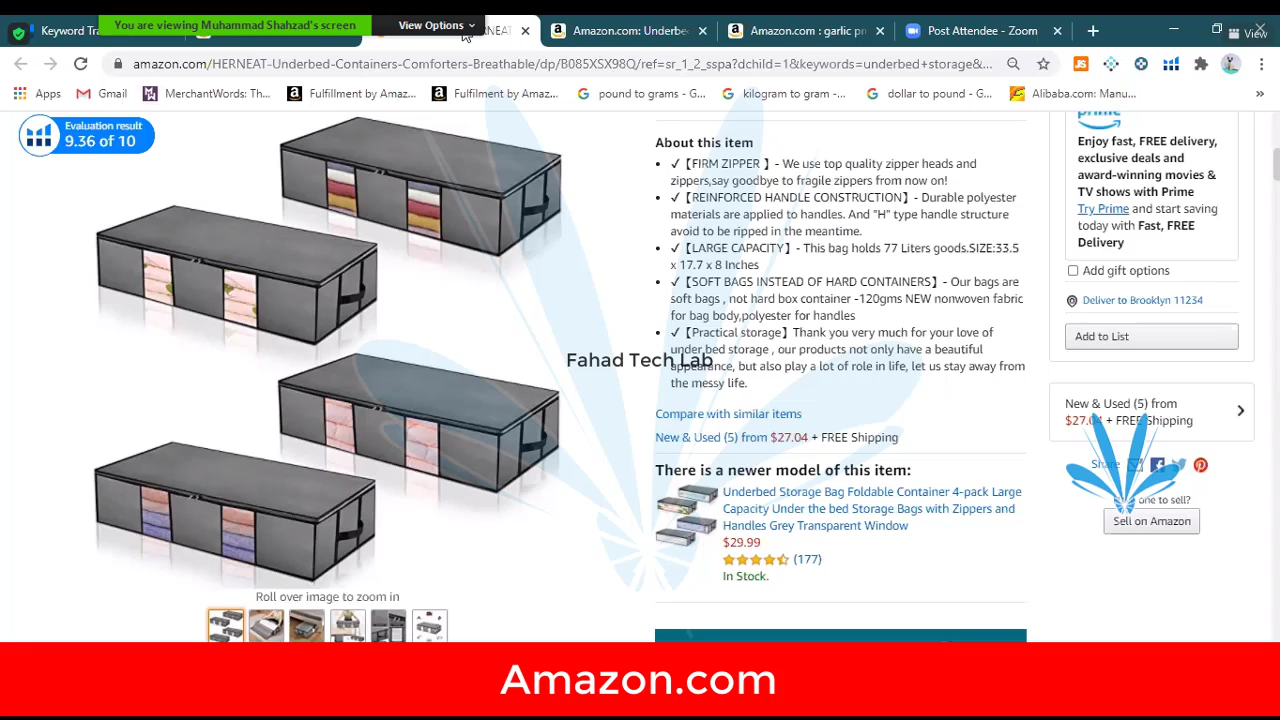 You are viewing Muhammad Shahzad's screen
View Options
Keyword Tra
ERNEAT
Amazon.com: Underbe
Amazon.com : garlic pr
Post Attendee - Zoom
View
amazon.com/HERNEAT-Underbed-Containers-Comforters-Breathable/dp/B085XSX98Q/ref=sr_1_2_sspa?dchild=1&keywords=underbed+storage&...
Apps
Gmail
MerchantWords: Th...
Fulfillment by Amaz...
Fulfilment by Amaz...
pound to grams - G...
kilogram to gram -...
dollar to pound - G...
Alibaba.com: Manu...
»
Evaluation result
9.36 of 10
Roll over image to zoom in
About this item
✓【FIRM ZIPPER 】- We use top quality zipper heads and
zippers,say goodbye to fragile zippers from now on!
✓【REINFORCED HANDLE CONSTRUCTION】- Durable polyester
materials are applied to handles. And "H" type handle structure
avoid to be ripped in the meantime.
✓【LARGE CAPACITY】- This bag holds 77 Liters goods.SIZE:33.5
x 17.7 x 8 Inches
✓【SOFT BAGS INSTEAD OF HARD CONTAINERS】- Our bags are
soft bags , not hard box container -120gms NEW nonwoven fabric
for bag body,polyester for handles
✓【Practical storage】Thank you very much for your love of
under bed storage , our products not only have a beautiful
appearance, but also play a lot of role in life, let us stay away from
the messy life.
Fahad Tech Lab
Compare with similar items
New & Used (5) from $27.04 + FREE Shipping
There is a newer model of this item:
Underbed Storage Bag Foldable Container 4-pack Large
Capacity Under the bed Storage Bags with Zippers and
Handles Grey Transparent Window
$29.99
(177)
In Stock.
prime
Enjoy fast, FREE delivery,
exclusive deals and
award-winning movies &
TV shows with Prime
Try Prime and start saving
today with Fast, FREE
Delivery
Add gift options
Deliver to Brooklyn 11234
Add to List
New & Used (5) from
$27.04 + FREE Shipping
Share
one to sell?
Sell on Amazon
Amazon.com